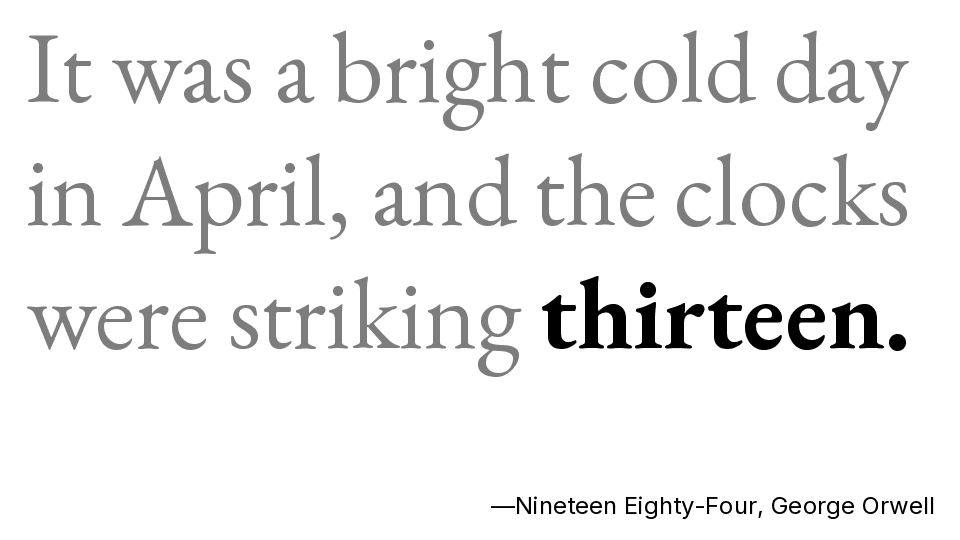 It was a bright cold day
in April, and the clocks
were striking thirteen.
—Nineteen Eighty-Four, George Orwell